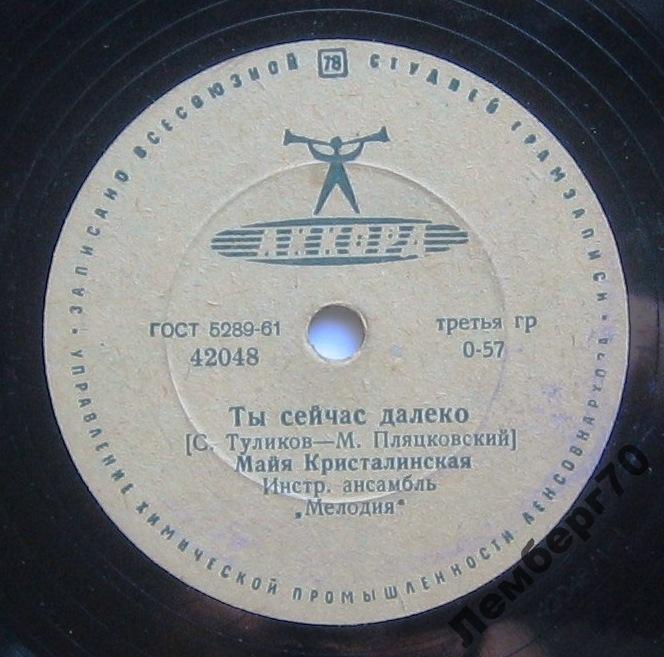 • ЗАПИСАНО ВСЕСОЮЗНОЙ 78 СТУДИЕЙ ГРАМЗАПИСИ •
АККОРД
ГОСТ 5289-61 третья гр
42048 0-57
Ты сейчас далеко
[С. Туликов—М. Пляцковский]
Майя Кристалинская
Инстр. ансамбль
„Мелодия"
УПРАВЛЕНИЕ ХИМИЧЕСКОЙ ПРОМЫШЛЕННОСТИ ЛЕНСОВНАРХОЗА
Лемберг70